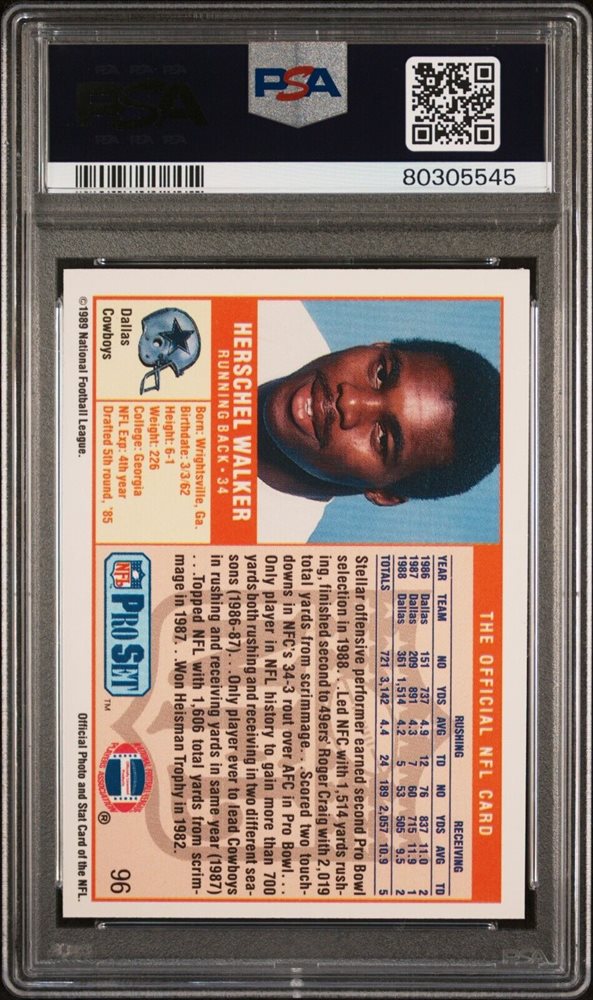 PSA
80305545
THE OFFICIAL NFL CARD
HERSCHEL WALKER
RUNNING BACK • 34
Dallas
Cowboys
Born: Wrightsville, Ga.
Birthdate: 3/3/62
Height: 6-1
Weight: 226
College: Georgia
NFL Exp: 4th year
Drafted 5th round, '85
RUSHING RECEIVING
YEAR TEAM NO YDS AVG TD NO YDS AVG TD
1986 Dallas 151 737 4.9 12 76 837 11.0 2
1987 Dallas 209 891 4.3 7 60 715 11.9 1
1988 Dallas 361 1,514 4.2 5 53 505 9.5 2
TOTALS 721 3,142 4.4 24 189 2,057 10.9 5
Stellar offensive performer earned second Pro Bowl
selection in 1988. . .Led NFC with 1,514 yards rush-
ing, finished second to 49ers' Roger Craig with 2,019
total yards from scrimmage. . .Scored two touch-
downs in NFC's 34-3 rout over AFC in Pro Bowl. . .
Only player in NFL history to gain more than 700
yards both rushing and receiving in two different sea-
sons (1986-87). . .Only player ever to lead Cowboys
in rushing and receiving yards in same year (1987)
. . .Topped NFL with 1,606 total yards from scrim-
mage in 1987. . .Won Heisman Trophy in 1982.
NFL PRO SET™
®
96
©1989 National Football League.
Official Photo and Stat Card of the NFL.